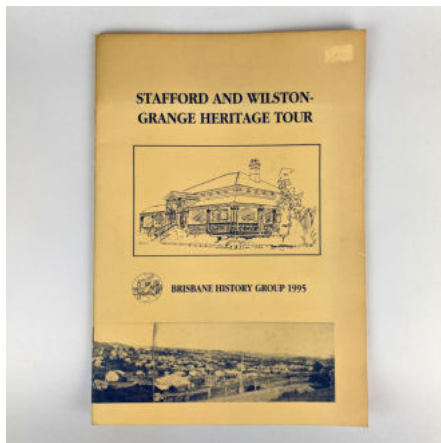 STAFFORD AND WILSTON-
GRANGE HERITAGE TOUR
BRISBANE HISTORY GROUP 1995